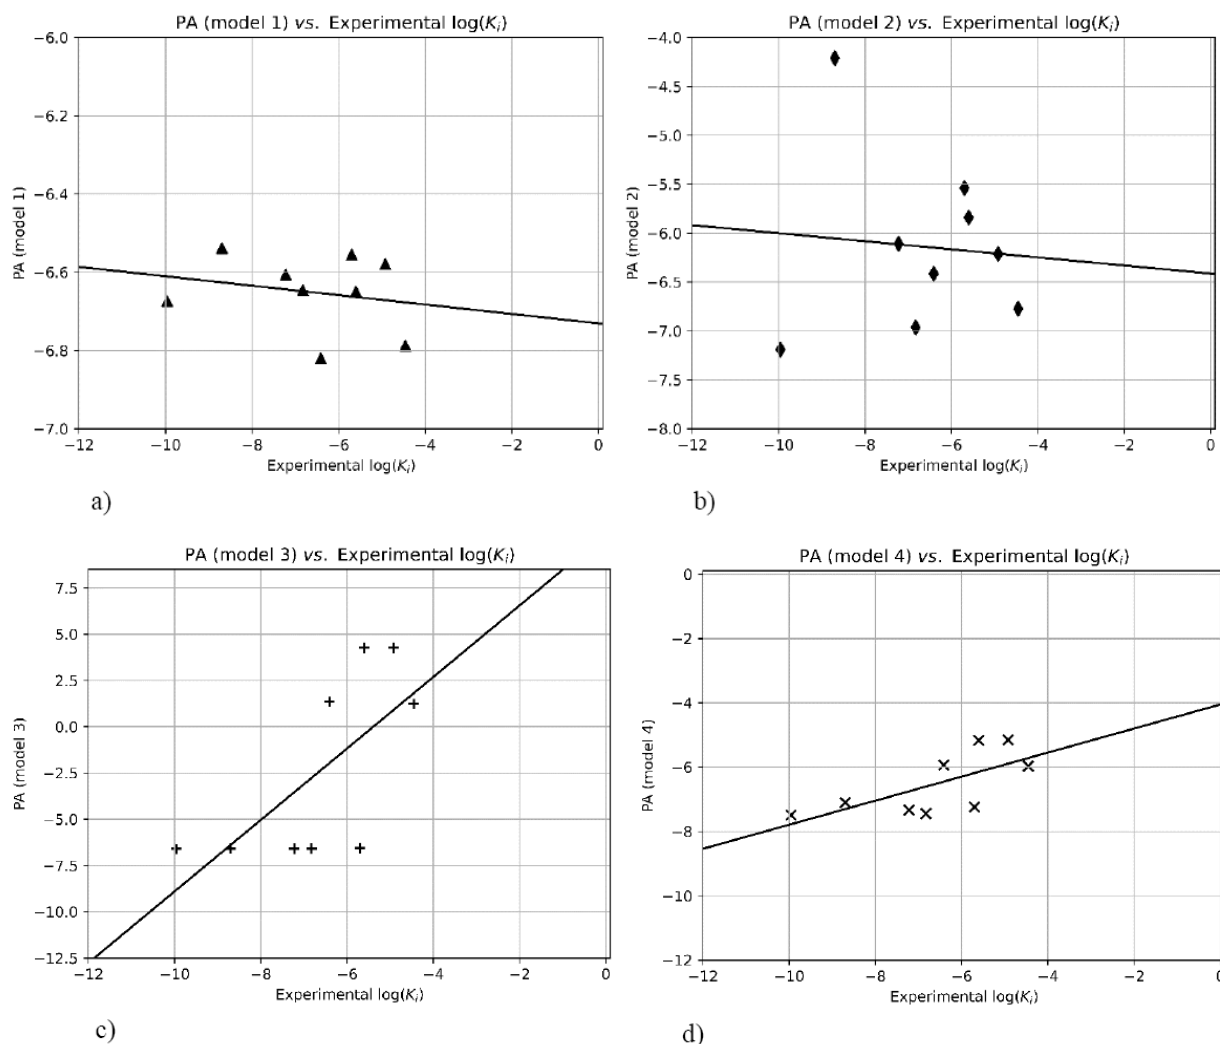 PA (model 1) vs. Experimental log(Ki)
−6.0
−6.2
−6.4
−6.6
−6.8
−7.0
PA (model 1)
−12 −10 −8 −6 −4 −2 0
Experimental log(Ki)
a)
PA (model 2) vs. Experimental log(Ki)
−4.0
−4.5
−5.0
−5.5
−6.0
−6.5
−7.0
−7.5
−8.0
PA (model 2)
−12 −10 −8 −6 −4 −2 0
Experimental log(Ki)
b)
PA (model 3) vs. Experimental log(Ki)
7.5
5.0
2.5
0.0
−2.5
−5.0
−7.5
−10.0
−12.5
PA (model 3)
−12 −10 −8 −6 −4 −2 0
Experimental log(Ki)
c)
PA (model 4) vs. Experimental log(Ki)
0
−2
−4
−6
−8
−10
−12
PA (model 4)
−12 −10 −8 −6 −4 −2 0
Experimental log(Ki)
d)